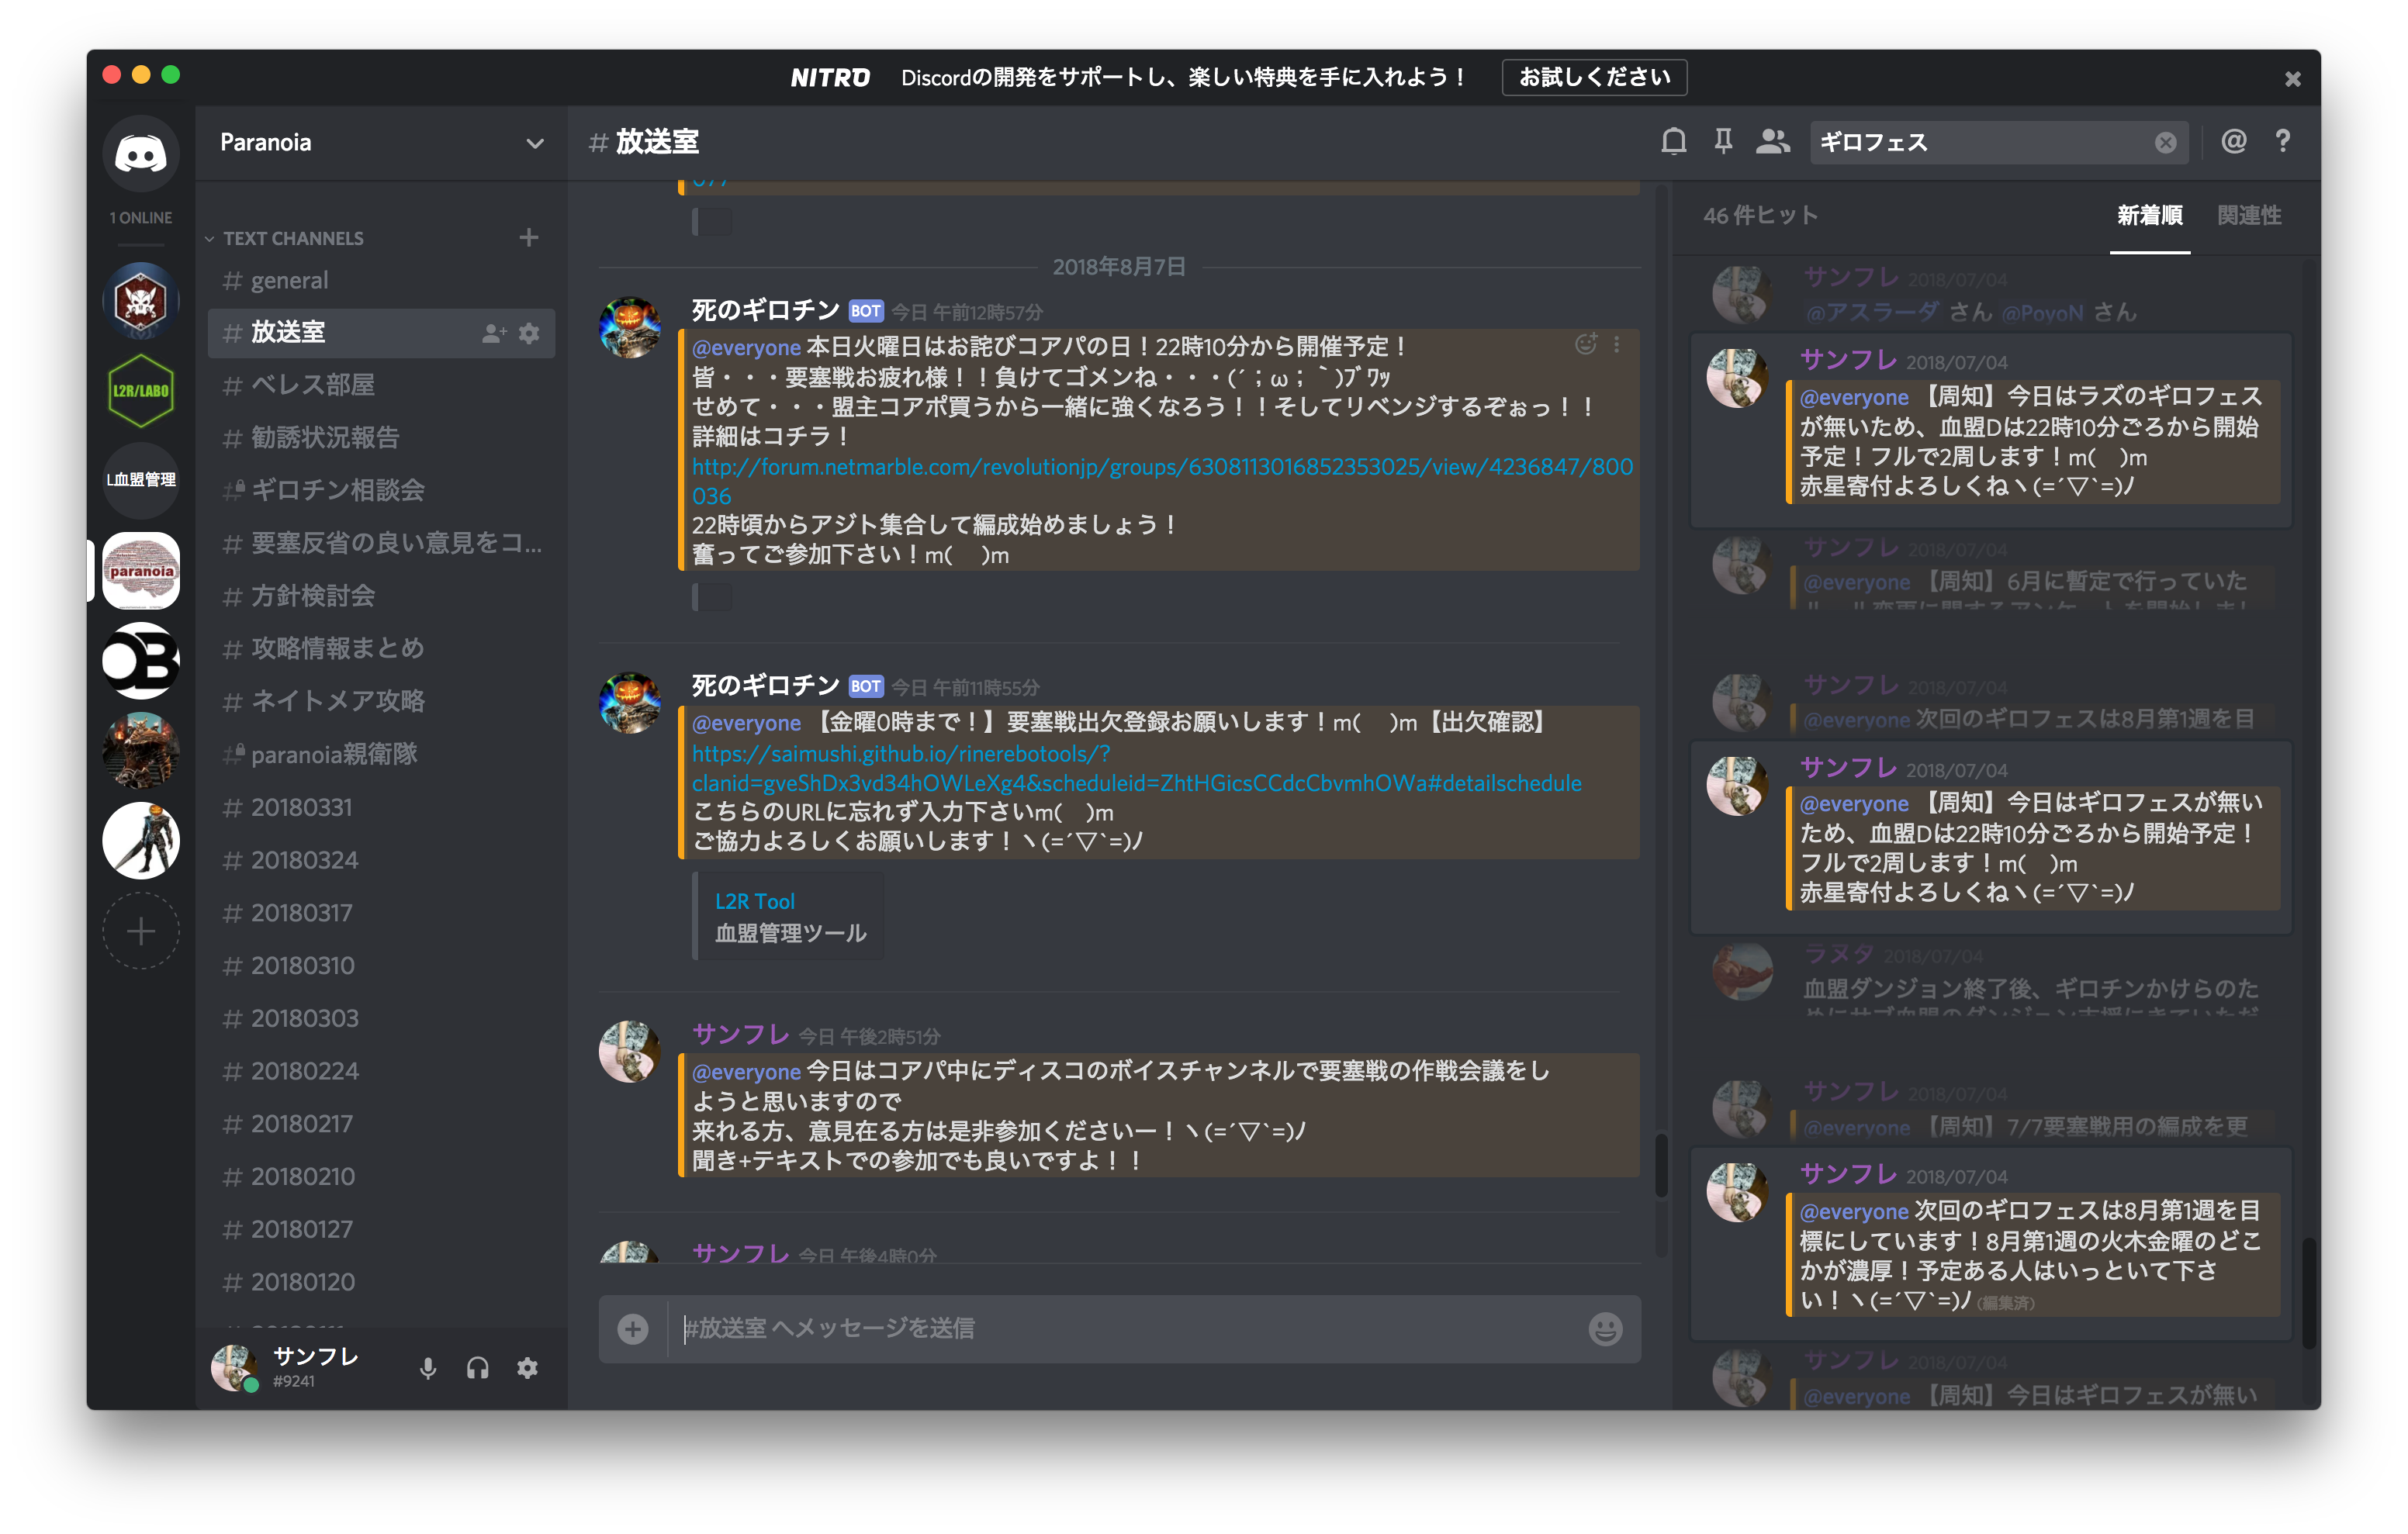 NITRO Discordの開発をサポートし、楽しい特典を手に入れよう！ お試しください
1 ONLINE
L2R/LABO
L血盟管理
paranoia
Paranoia
TEXT CHANNELS
# general
# 放送室
# ベレス部屋
# 勧誘状況報告
# ギロチン相談会
# 要塞反省の良い意見をコ...
# 方針検討会
# 攻略情報まとめ
# ネイトメア攻略
# paranoia親衛隊
# 20180331
# 20180324
# 20180317
# 20180310
# 20180303
# 20180224
# 20180217
# 20180210
# 20180127
# 20180120
サンフレ
#9241
# 放送室
ギロフェス
2018年8月7日
死のギロチン BOT 今日 午前12時57分
@everyone 本日火曜日はお詫びコアパの日！22時10分から開催予定！
皆・・・要塞戦お疲れ様！！負けてゴメンね・・・(´；ω；｀)ﾌﾞﾜｯ
せめて・・・盟主コアポ買うから一緒に強くなろう！！そしてリベンジするぞぉっ！！
詳細はコチラ！
http://forum.netmarble.com/revolutionjp/groups/6308113016852353025/view/4236847/800
036
22時頃からアジト集合して編成始めましょう！
奮ってご参加下さい！m(　)m
死のギロチン BOT 今日 午前11時55分
@everyone 【金曜0時まで！】要塞戦出欠登録お願いします！m(　)m【出欠確認】
https://saimushi.github.io/rinerebotools/?
clanid=gveShDx3vd34hOWLeXg4&scheduleid=ZhtHGicsCCdcCbvmhOWa#detailschedule
こちらのURLに忘れず入力下さいm(　)m
ご協力よろしくお願いします！ヽ(=´▽`=)ﾉ
L2R Tool
血盟管理ツール
サンフレ 今日 午後2時51分
@everyone 今日はコアパ中にディスコのボイスチャンネルで要塞戦の作戦会議をし
ようと思いますので
来れる方、意見在る方は是非参加くださいー！ヽ(=´▽`=)ﾉ
聞き+テキストでの参加でも良いですよ！！
サンフレ 今日 午後4時0分
#放送室 へメッセージを送信
46 件ヒット 新着順 関連性
サンフレ 2018/07/04
@アスラーダ さん @PoyoN さん
サンフレ 2018/07/04
@everyone 【周知】今日はラズのギロフェス
が無いため、血盟Dは22時10分ごろから開始
予定！フルで2周します！m(　)m
赤星寄付よろしくねヽ(=´▽`=)ﾉ
サンフレ 2018/07/04
@everyone 【周知】6月に暫定で行っていた
ルール変更に関するアンケートを開始しまし
サンフレ 2018/07/04
@everyone 次回のギロフェスは8月第1週を目
サンフレ 2018/07/04
@everyone 【周知】今日はギロフェスが無い
ため、血盟Dは22時10分ごろから開始予定！
フルで2周します！m(　)m
赤星寄付よろしくねヽ(=´▽`=)ﾉ
ラヌタ 2018/07/04
血盟ダンジョン終了後、ギロチンかけらのた
めにサブ血盟のダンジョン支援にきていただ
サンフレ 2018/07/04
@everyone 【周知】7/7要塞戦用の編成を更
サンフレ 2018/07/04
@everyone 次回のギロフェスは8月第1週を目
標にしています！8月第1週の火木金曜のどこ
かが濃厚！予定ある人はいっといて下さ
い！ヽ(=´▽`=)ﾉ (編集済)
サンフレ 2018/07/04
@everyone 【周知】今日はギロフェスが無い